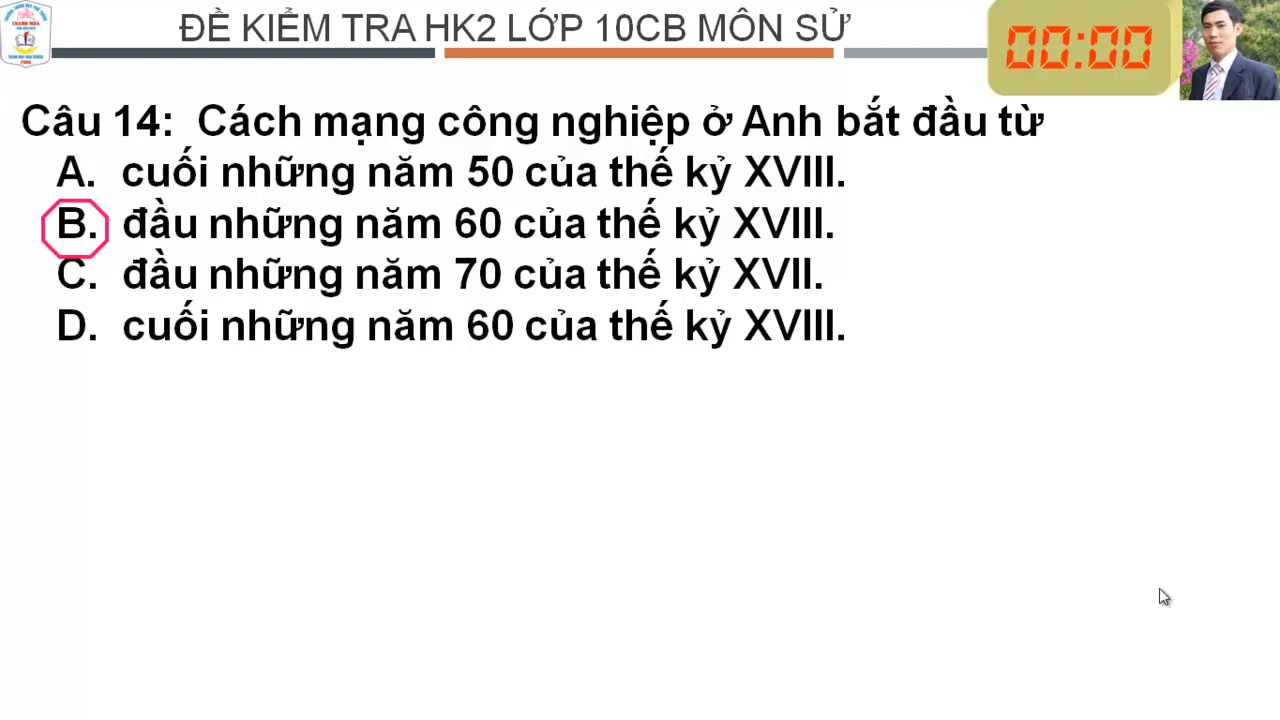 ĐỀ KIỂM TRA HK2 LỚP 10CB MÔN SỬ
00:00
Câu 14: Cách mạng công nghiệp ở Anh bắt đầu từ
A. cuối những năm 50 của thế kỷ XVIII.
B. đầu những năm 60 của thế kỷ XVIII.
C. đầu những năm 70 của thế kỷ XVII.
D. cuối những năm 60 của thế kỷ XVIII.